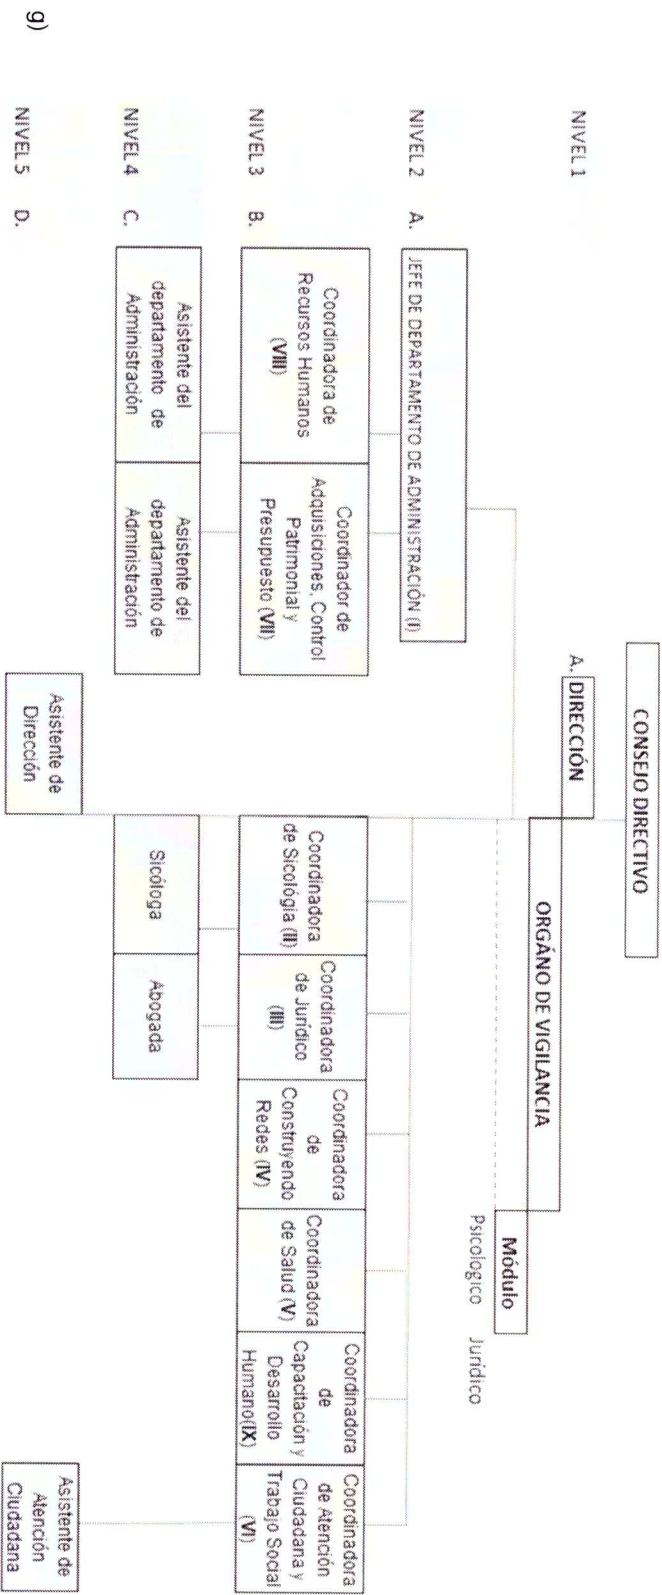 g)
CONSEJO DIRECTIVO
NIVEL 1
A. DIRECCIÓN
ORGÁNO DE VIGILANCIA
Módulo
Psicologico Jurídico
NIVEL 2 A.
JEFE DE DEPARTAMENTO DE ADMINISTRACIÓN (I)
NIVEL 3 B.
Coordinadora de
Recursos Humanos
(VIII)
Coordinador de
Adquisiciones, Control
Patrimonial y
Presupuesto (VII)
Coordinadora
de Sicológia (II)
Coordinadora
de Jurídico
(III)
Coordinadora
de
Construyendo
Redes (IV)
Coordinadora
de Salud (V)
Coordinadora
de
Capacitación y
Desarrollo
Humano(IX)
Coordinadora
de Atención
Ciudadana y
Trabajo Social
(VI)
NIVEL 4 C.
Asistente del
departamento de
Administración
Asistente del
departamento de
Administración
Sicóloga
Abogada
NIVEL 5 D.
Asistente de
Dirección
Asistente de
Atención
Ciudadana